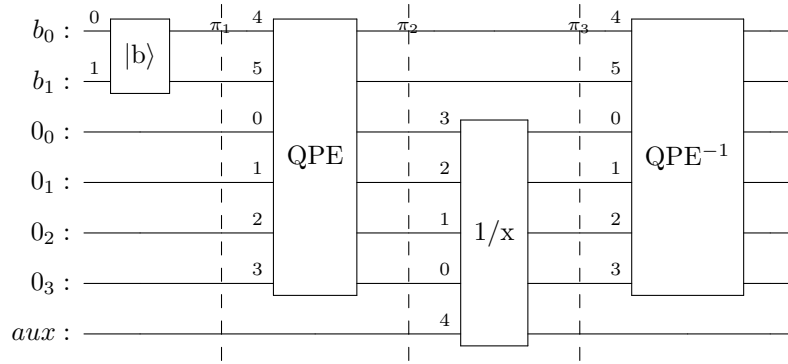 b₀ : 0 |b⟩ π₁ 4 QPE π₂ π₃ 4 QPE⁻¹
b₁ : 1 5 5
0₀ : 0 3 0
0₁ : 1 2 1
0₂ : 2 1 1/x 2
0₃ : 3 0 3
aux : 4